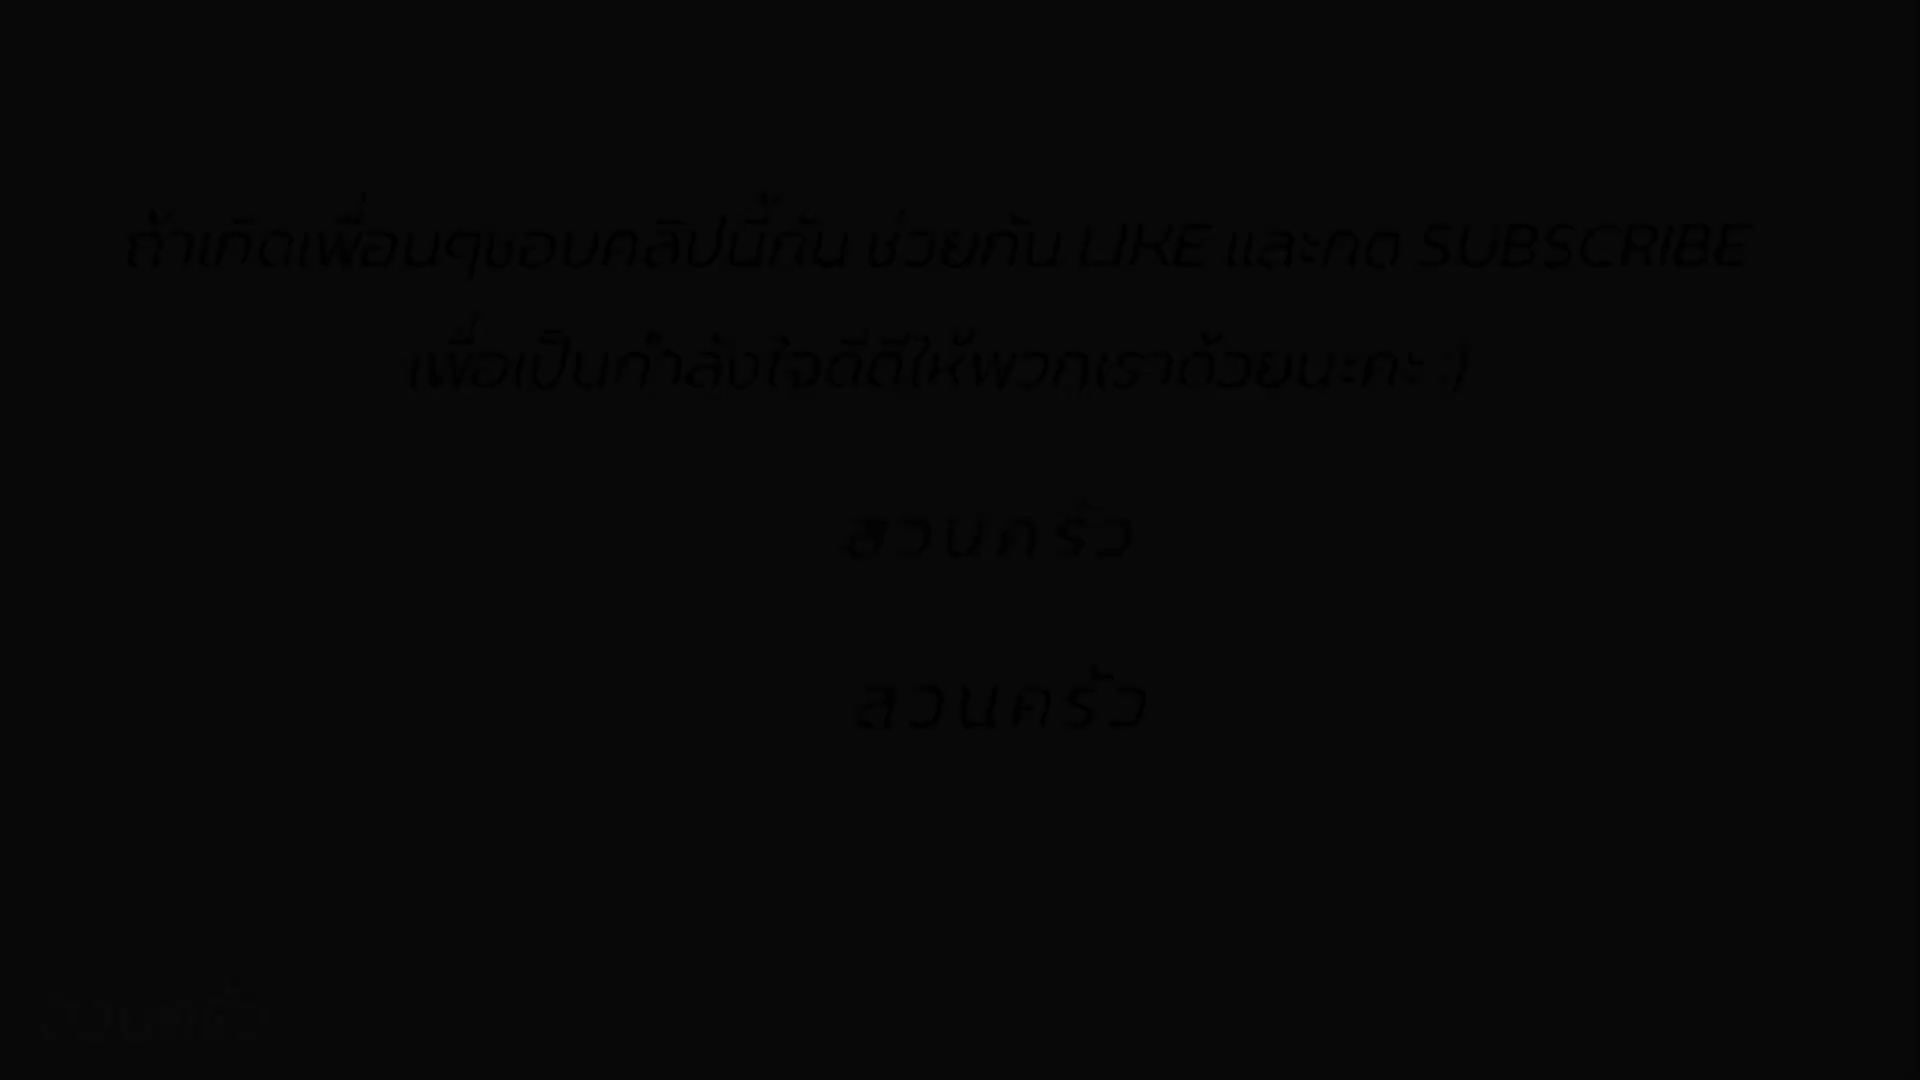 ถ้าเกิดเพื่อนๆชอบคลิปนี้กัน ช่วยกัน LIKE และกด SUBSCRIBE
เพื่อเป็นกำลังใจดีดีให้พวกเราด้วยนะคะ :)
สวนครัว
สวนครัว